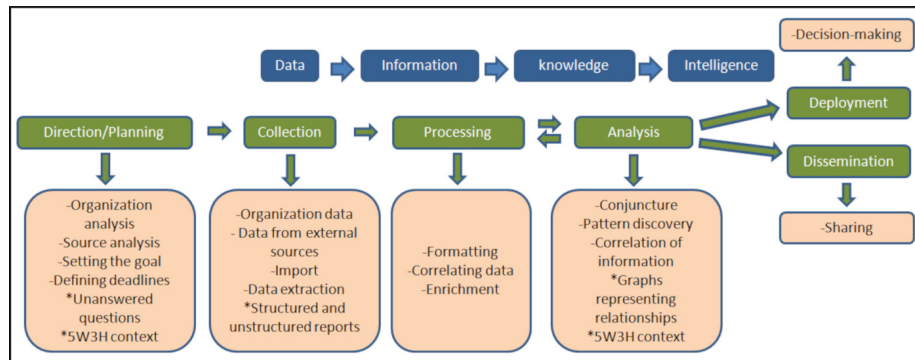 -Decision-making
Data
Information
knowledge
Intelligence
Deployment
Direction/Planning
Collection
Processing
Analysis
Dissemination
-Organization
analysis
-Source analysis
-Setting the goal
-Defining deadlines
*Unanswered
questions
*5W3H context
-Organization data
- Data from external
sources
-Import
-Data extraction
*Structured and
unstructured reports
-Formatting
-Correlating data
-Enrichment
-Conjuncture
-Pattern discovery
-Correlation of
information
*Graphs
representing
relationships
*5W3H context
-Sharing